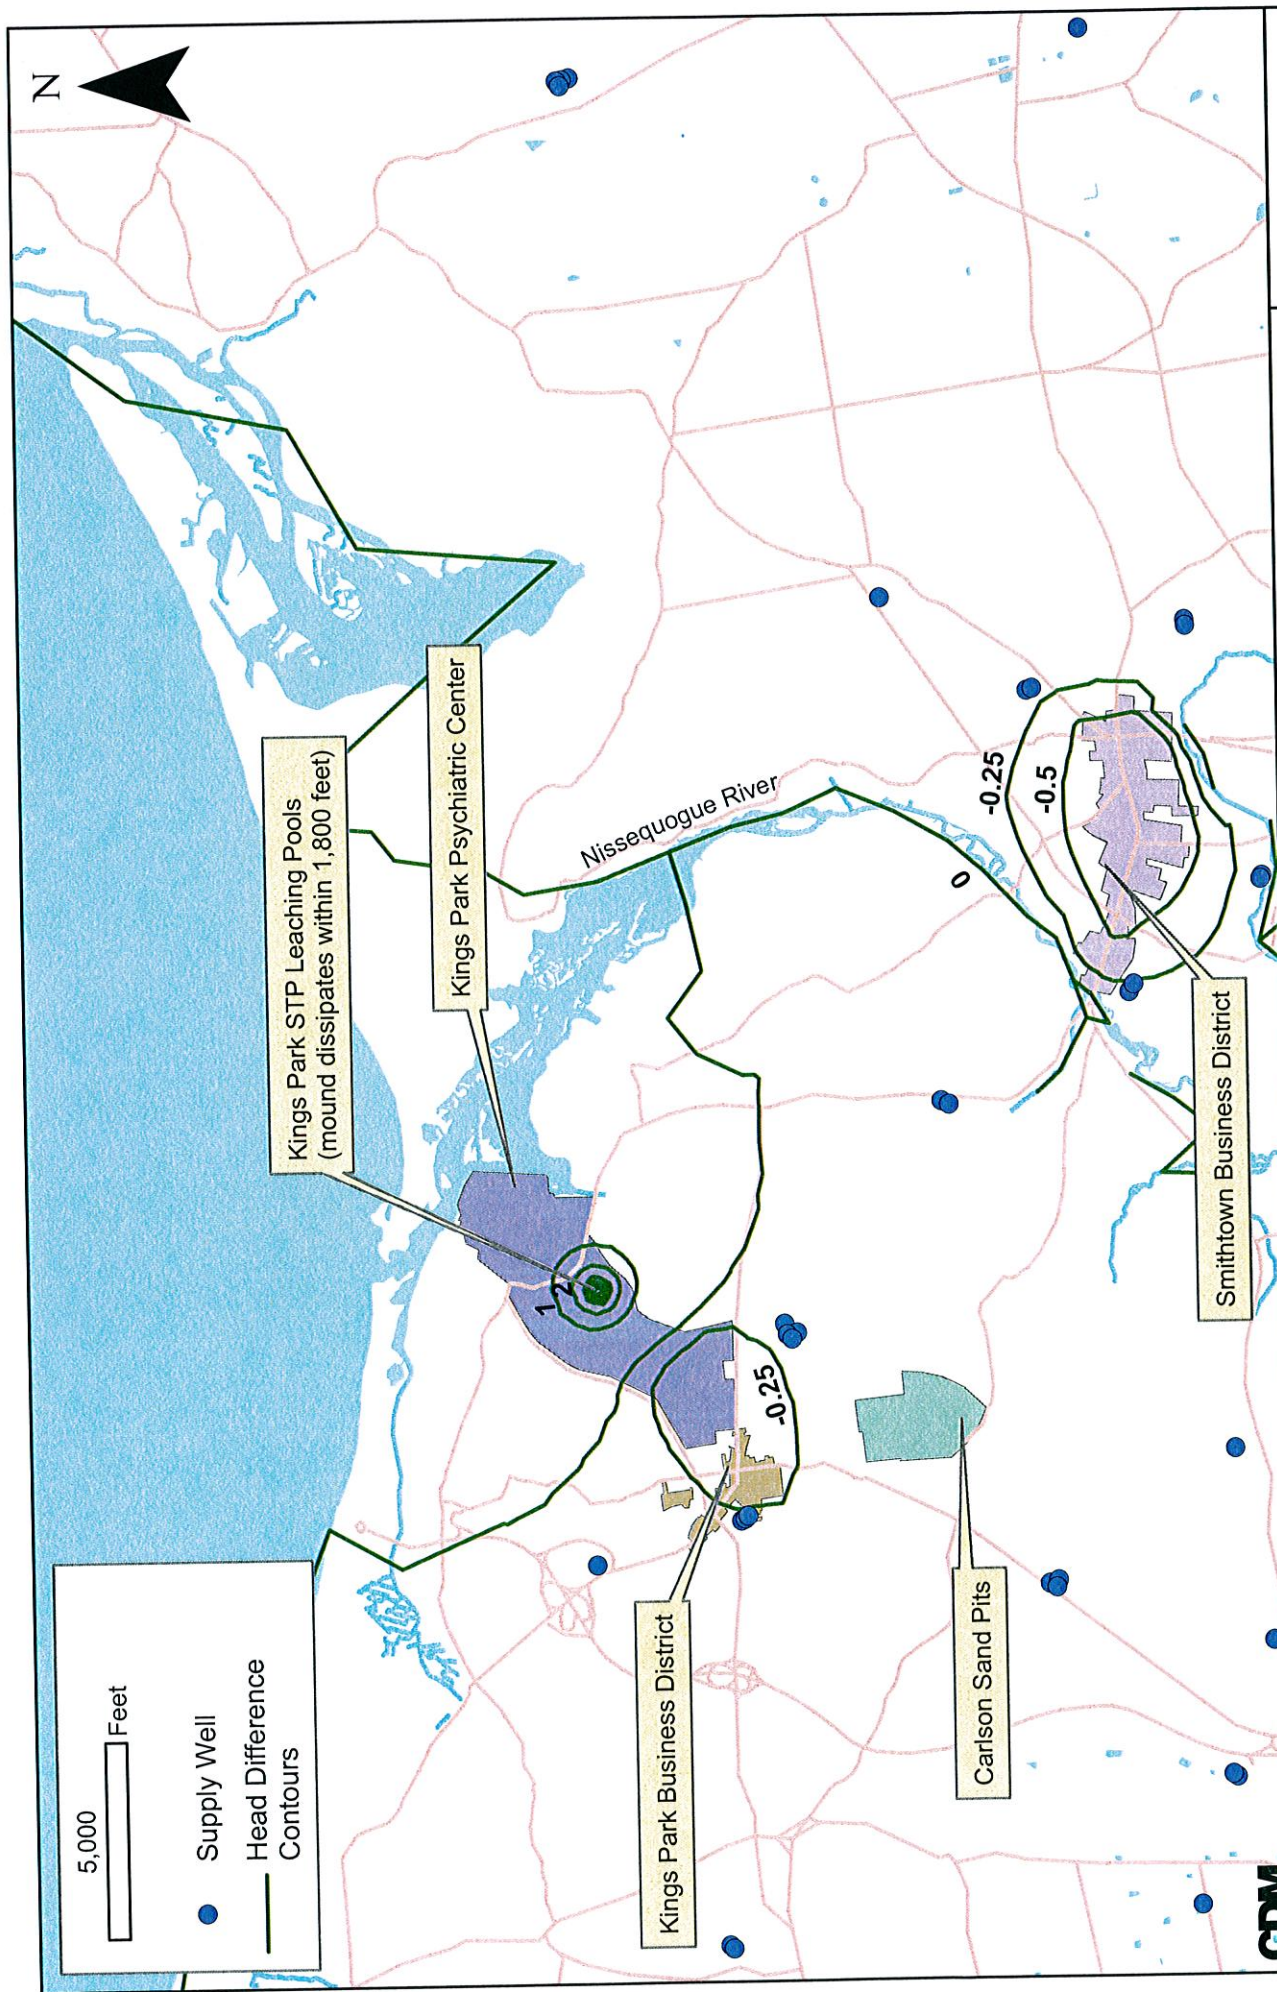 N
Kings Park STP Leaching Pools
(mound dissipates within 1,800 feet)
Kings Park Psychiatric Center
Nissequogue River
1
2
0
-0.25
-0.5
-0.25
Kings Park Business District
Carlson Sand Pits
Smithtown Business District
5,000
Feet
Supply Well
Head Difference
Contours
CDM